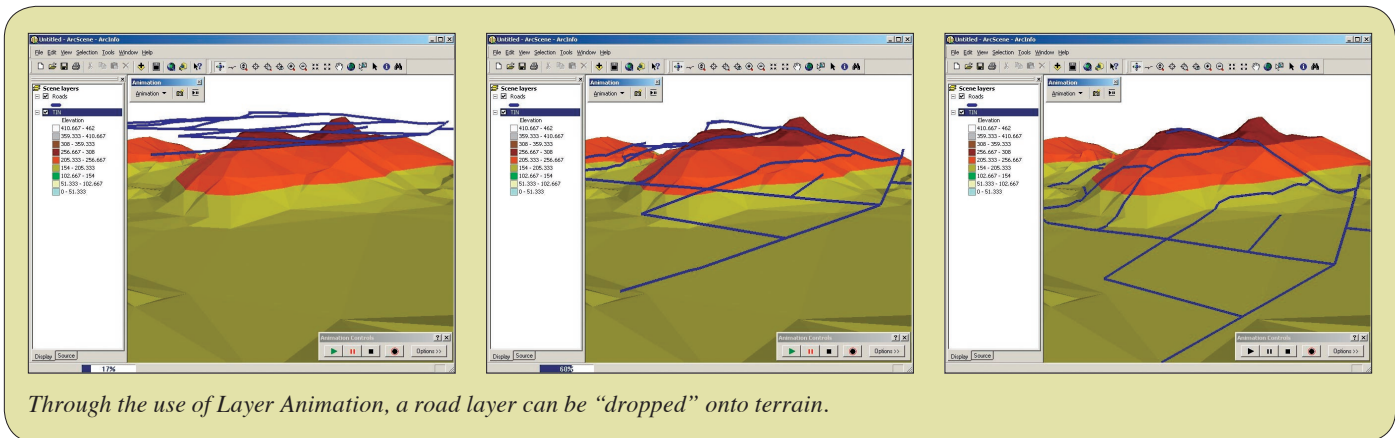 Untitled - ArcScene - ArcInfo
File Edit View Selection Tools Window Help
Scene layers
Roads
TIN
Elevation
410.667 - 462
359.333 - 410.667
308 - 359.333
256.667 - 308
205.333 - 256.667
154 - 205.333
102.667 - 154
51.333 - 102.667
0 - 51.333
Animation
Animation
Animation Controls
Options >>
Display Source
17%
Untitled - ArcScene - ArcInfo
File Edit View Selection Tools Window Help
Scene layers
Roads
TIN
Elevation
410.667 - 462
359.333 - 410.667
308 - 359.333
256.667 - 308
205.333 - 256.667
154 - 205.333
102.667 - 154
51.333 - 102.667
0 - 51.333
Animation
Animation
Animation Controls
Options >>
Display Source
68%
Untitled - ArcScene - ArcInfo
File Edit View Selection Tools Window Help
Scene layers
Roads
TIN
Elevation
410.667 - 462
359.333 - 410.667
308 - 359.333
256.667 - 308
205.333 - 256.667
154 - 205.333
102.667 - 154
51.333 - 102.667
0 - 51.333
Animation
Animation
Animation Controls
Options >>
Display Source
Through the use of Layer Animation, a road layer can be “dropped” onto terrain.